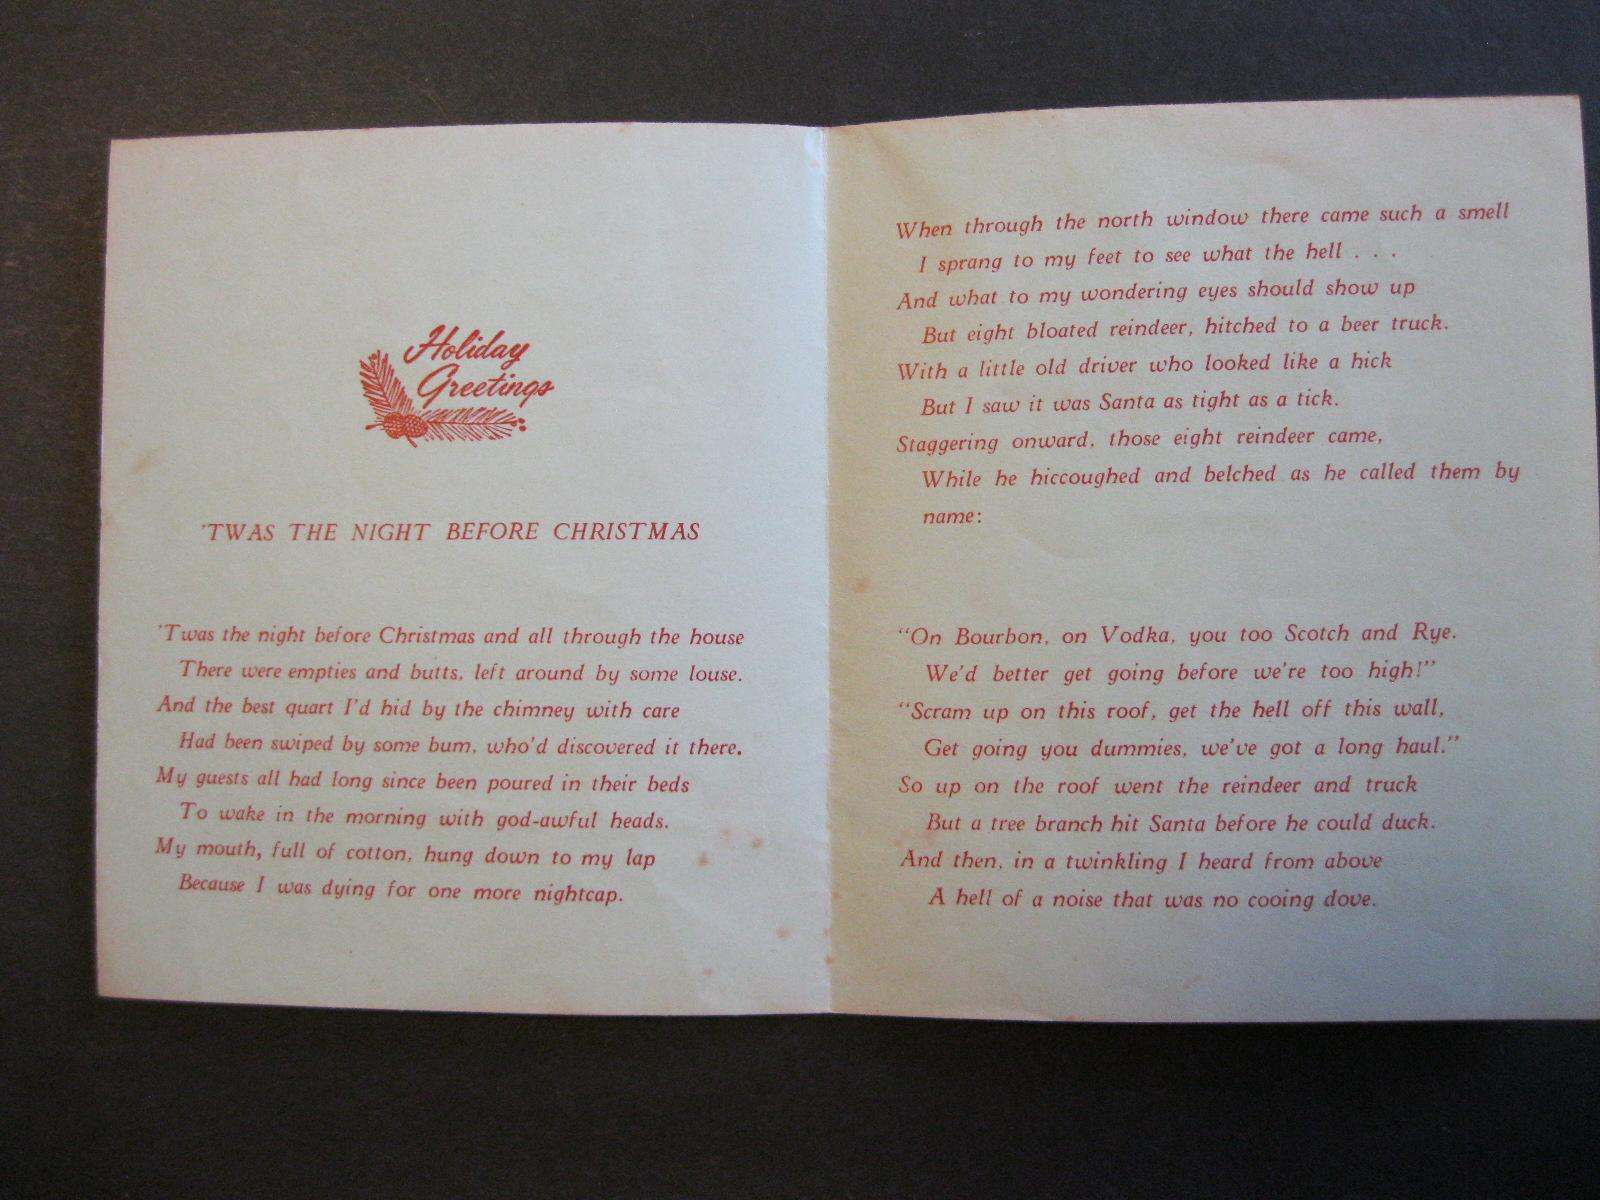 Holiday
Greetings
'TWAS THE NIGHT BEFORE CHRISTMAS
'Twas the night before Christmas and all through the house
There were empties and butts, left around by some louse.
And the best quart I'd hid by the chimney with care
Had been swiped by some bum, who'd discovered it there.
My guests all had long since been poured in their beds
To wake in the morning with god-awful heads.
My mouth, full of cotton, hung down to my lap
Because I was dying for one more nightcap.
When through the north window there came such a smell
I sprang to my feet to see what the hell . . .
And what to my wondering eyes should show up
But eight bloated reindeer, hitched to a beer truck.
With a little old driver who looked like a hick
But I saw it was Santa as tight as a tick.
Staggering onward, those eight reindeer came,
While he hiccoughed and belched as he called them by
name:
"On Bourbon, on Vodka, you too Scotch and Rye.
We'd better get going before we're too high!"
"Scram up on this roof, get the hell off this wall,
Get going you dummies, we've got a long haul."
So up on the roof went the reindeer and truck
But a tree branch hit Santa before he could duck.
And then, in a twinkling I heard from above
A hell of a noise that was no cooing dove.